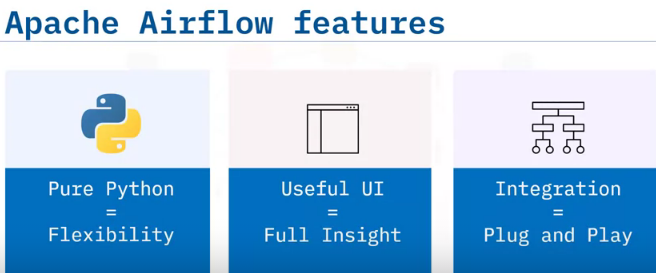 Apache Airflow features
Pure Python
=
Flexibility
Useful UI
=
Full Insight
Integration
=
Plug and Play